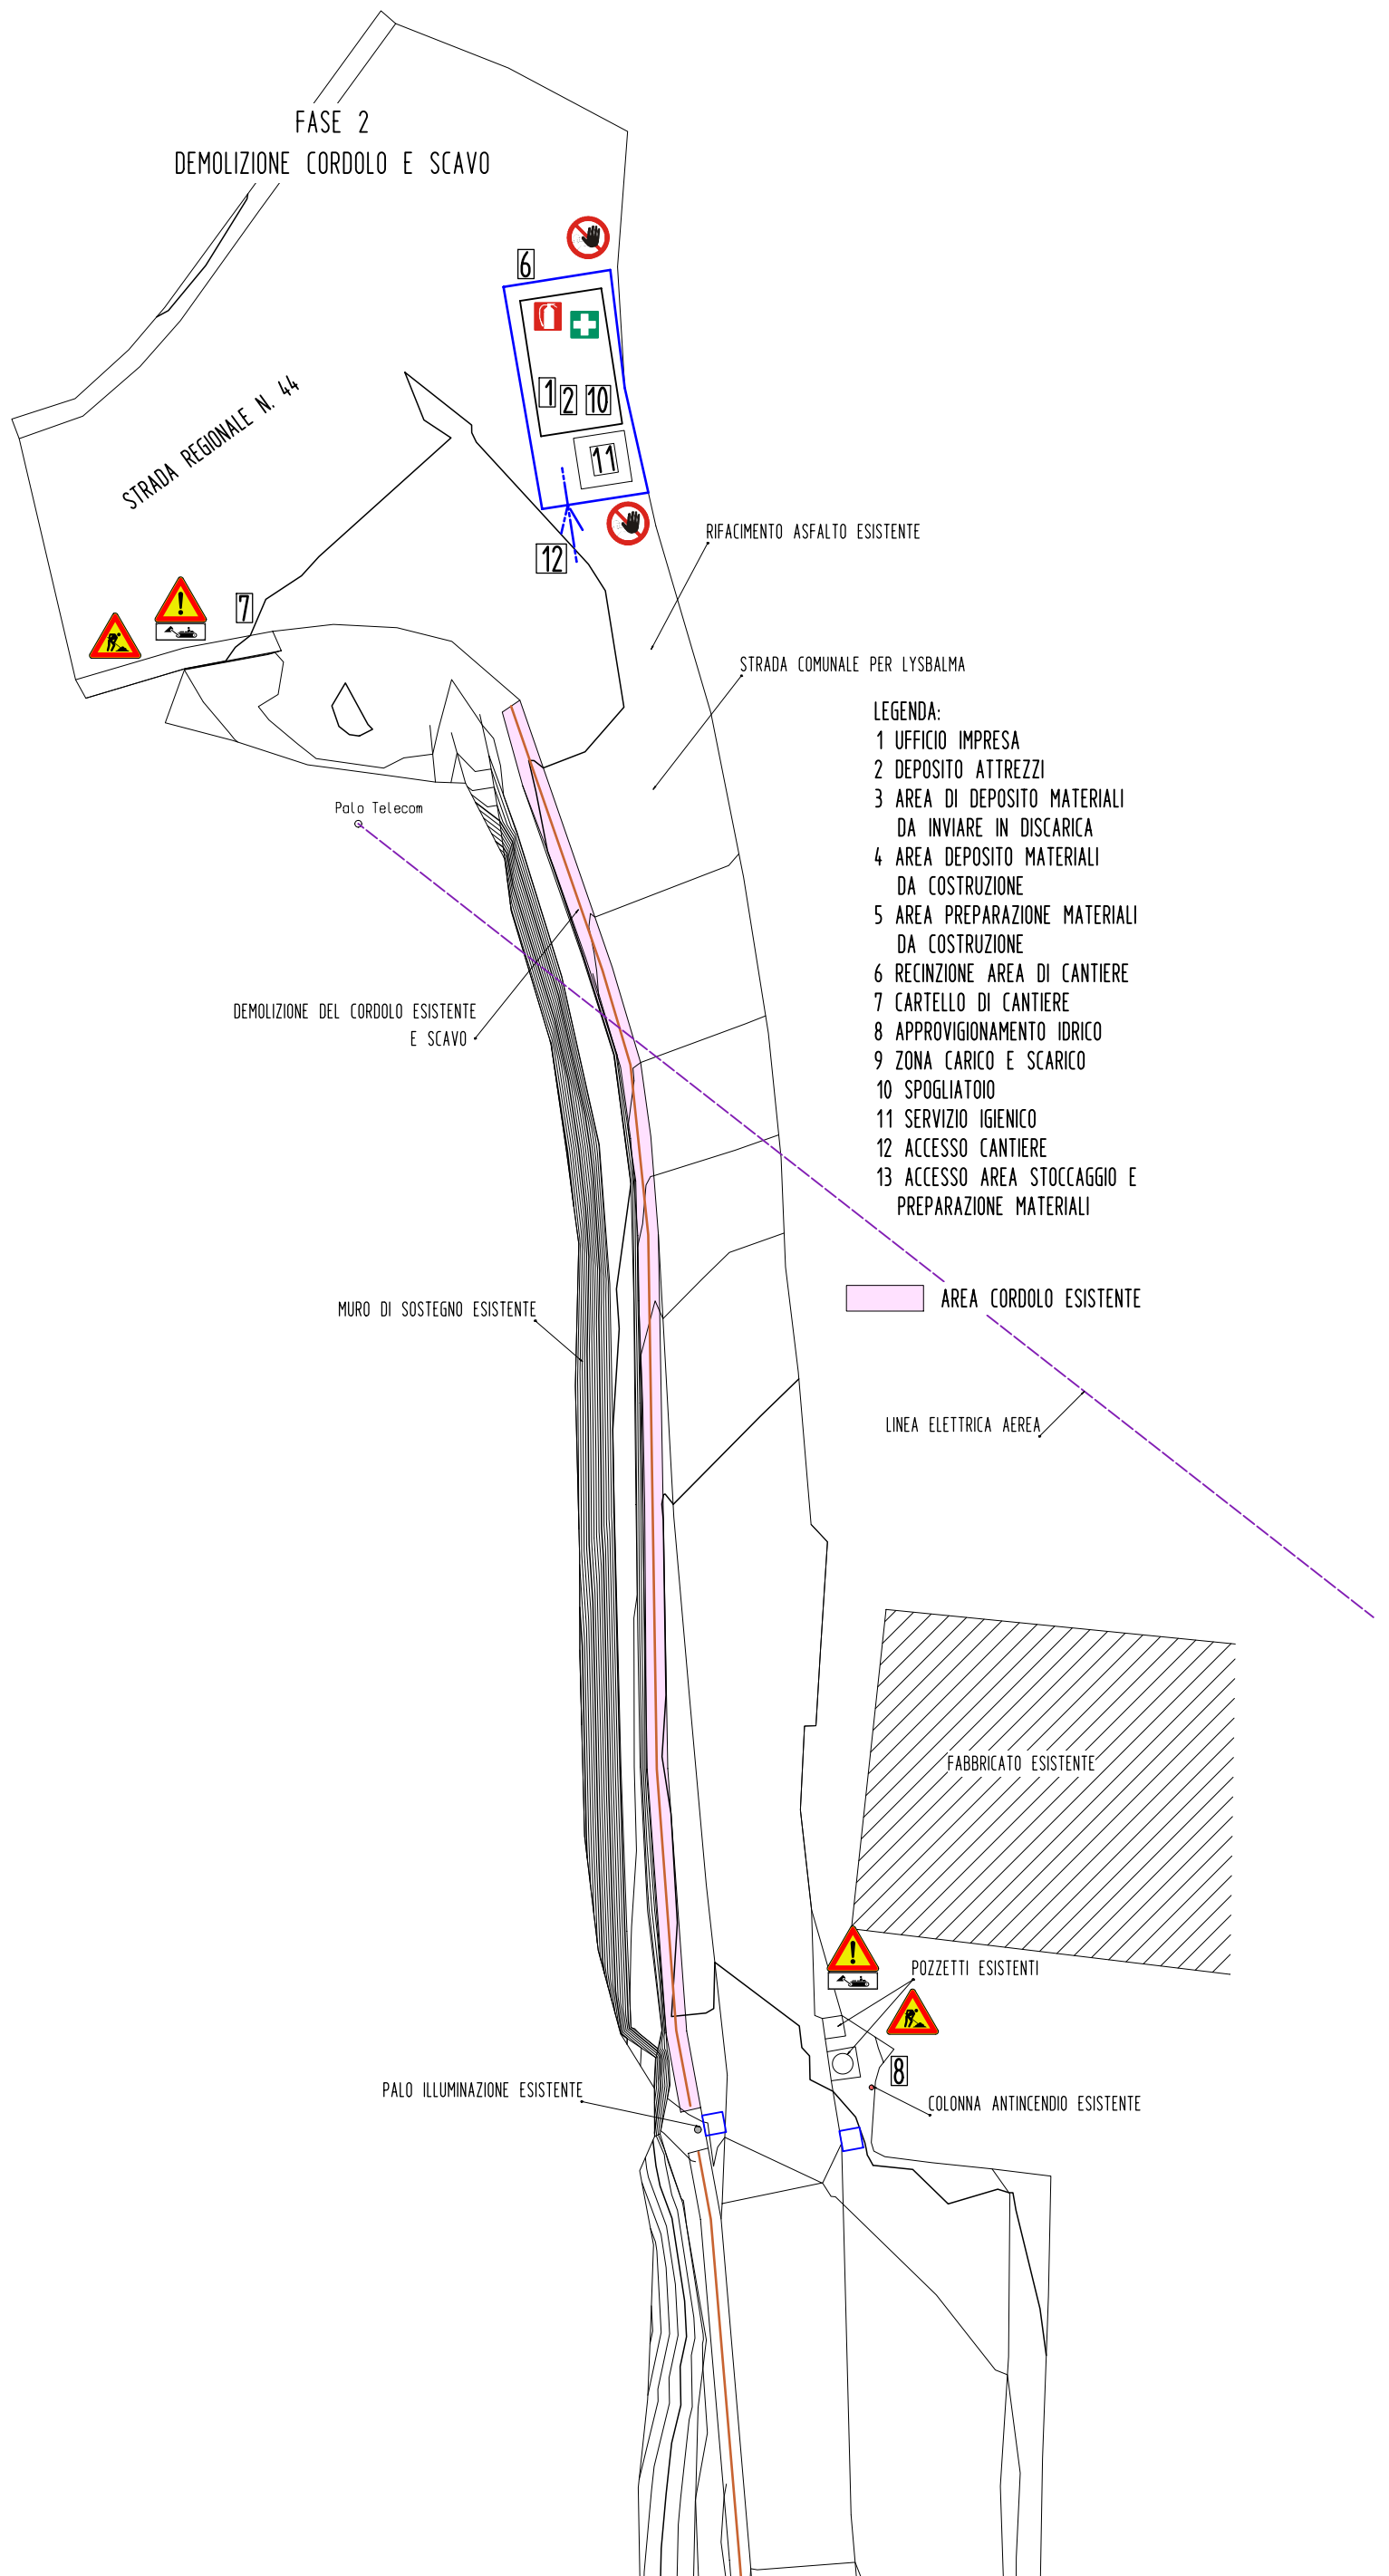 FASE 2
DEMOLIZIONE CORDOLO E SCAVO
6
1 2 10
11
12
STRADA REGIONALE N. 44
7
RIFACIMENTO ASFALTO ESISTENTE
STRADA COMUNALE PER LYSBALMA
LEGENDA:
1 UFFICIO IMPRESA
2 DEPOSITO ATTREZZI
3 AREA DI DEPOSITO MATERIALI
DA INVIARE IN DISCARICA
4 AREA DEPOSITO MATERIALI
DA COSTRUZIONE
5 AREA PREPARAZIONE MATERIALI
DA COSTRUZIONE
6 RECINZIONE AREA DI CANTIERE
7 CARTELLO DI CANTIERE
8 APPROVIGIONAMENTO IDRICO
9 ZONA CARICO E SCARICO
10 SPOGLIATOIO
11 SERVIZIO IGIENICO
12 ACCESSO CANTIERE
13 ACCESSO AREA STOCCAGGIO E
PREPARAZIONE MATERIALI
Palo Telecom
DEMOLIZIONE DEL CORDOLO ESISTENTE
E SCAVO
AREA CORDOLO ESISTENTE
MURO DI SOSTEGNO ESISTENTE
LINEA ELETTRICA AEREA
FABBRICATO ESISTENTE
POZZETTI ESISTENTI
8
PALO ILLUMINAZIONE ESISTENTE
COLONNA ANTINCENDIO ESISTENTE